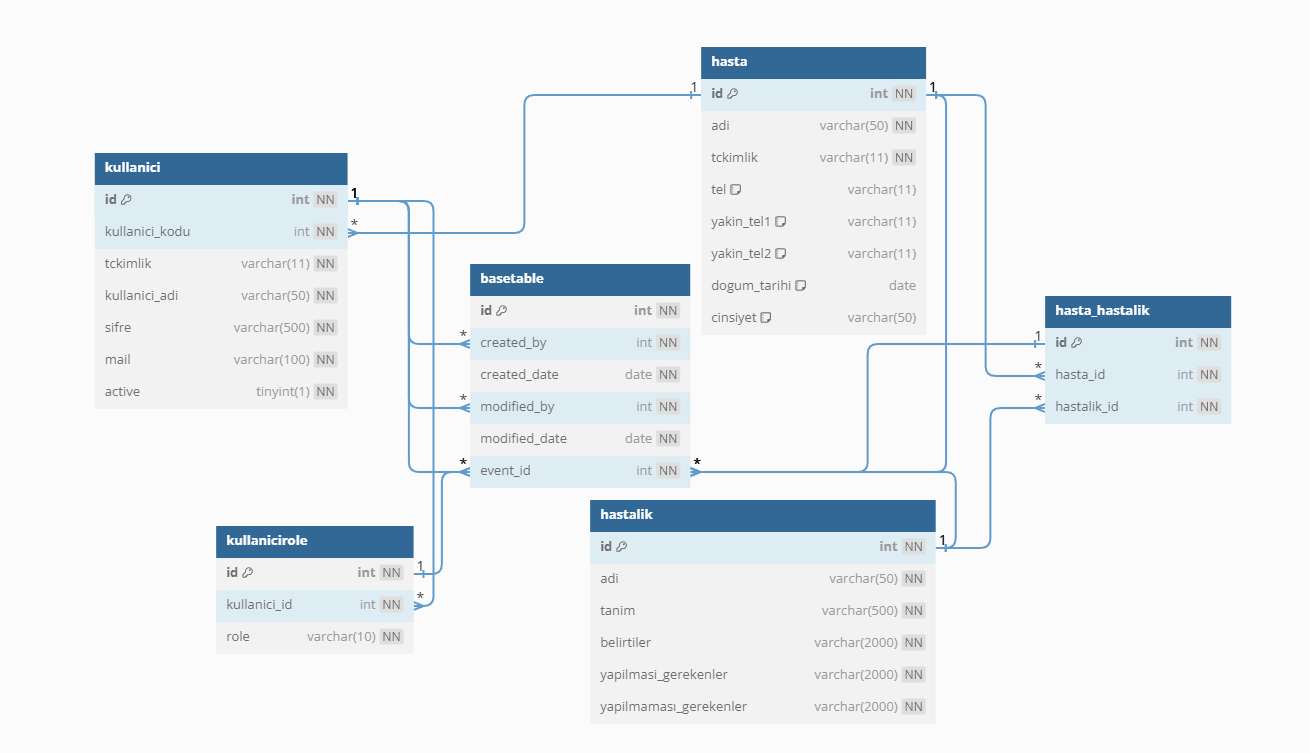 hasta
id int NN
adi varchar(50) NN
tckimlik varchar(11) NN
tel varchar(11)
yakin_tel1 varchar(11)
yakin_tel2 varchar(11)
dogum_tarihi date
cinsiyet varchar(50)
1
1
kullanici
id int NN
kullanici_kodu int NN
tckimlik varchar(11) NN
kullanici_adi varchar(50) NN
sifre varchar(500) NN
mail varchar(100) NN
active tinyint(1) NN
1
*
basetable
id int NN
created_by int NN
created_date date NN
modified_by int NN
modified_date date NN
event_id int NN
*
*
*
*
hasta_hastalik
id int NN
hasta_id int NN
hastalik_id int NN
1
*
*
kullanicirole
id int NN
kullanici_id int NN
role varchar(10) NN
1
*
hastalik
id int NN
adi varchar(50) NN
tanim varchar(500) NN
belirtiler varchar(2000) NN
yapilmasi_gerekenler varchar(2000) NN
yapilmaması_gerekenler varchar(2000) NN
1